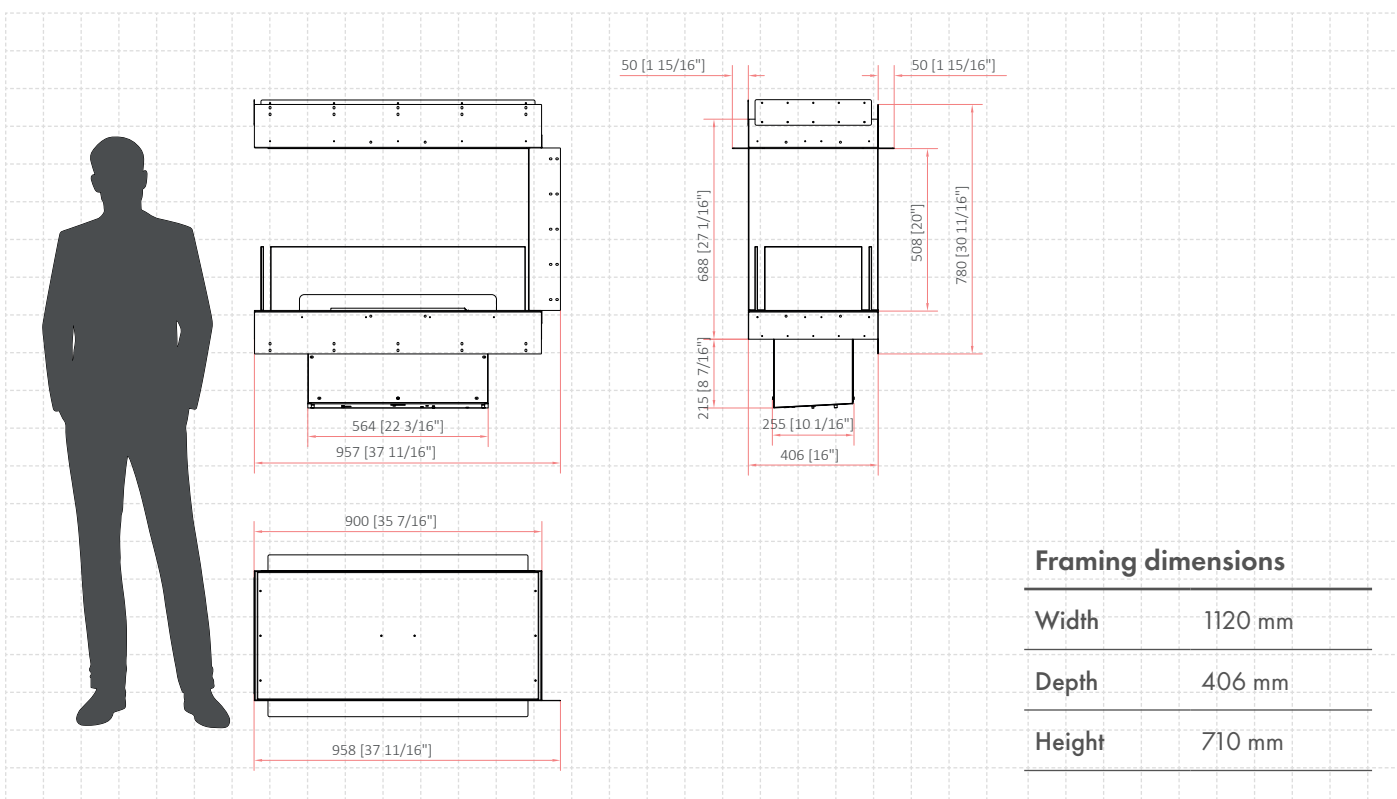 50 [1 15/16"]
50 [1 15/16"]
688 [27 1/16"]
508 [20"]
780 [30 11/16"]
215 [8 7/16"]
564 [22 3/16"]
957 [37 11/16"]
255 [10 1/16"]
406 [16"]
900 [35 7/16"]
958 [37 11/16"]
Framing dimensions
Width 1120 mm
Depth 406 mm
Height 710 mm